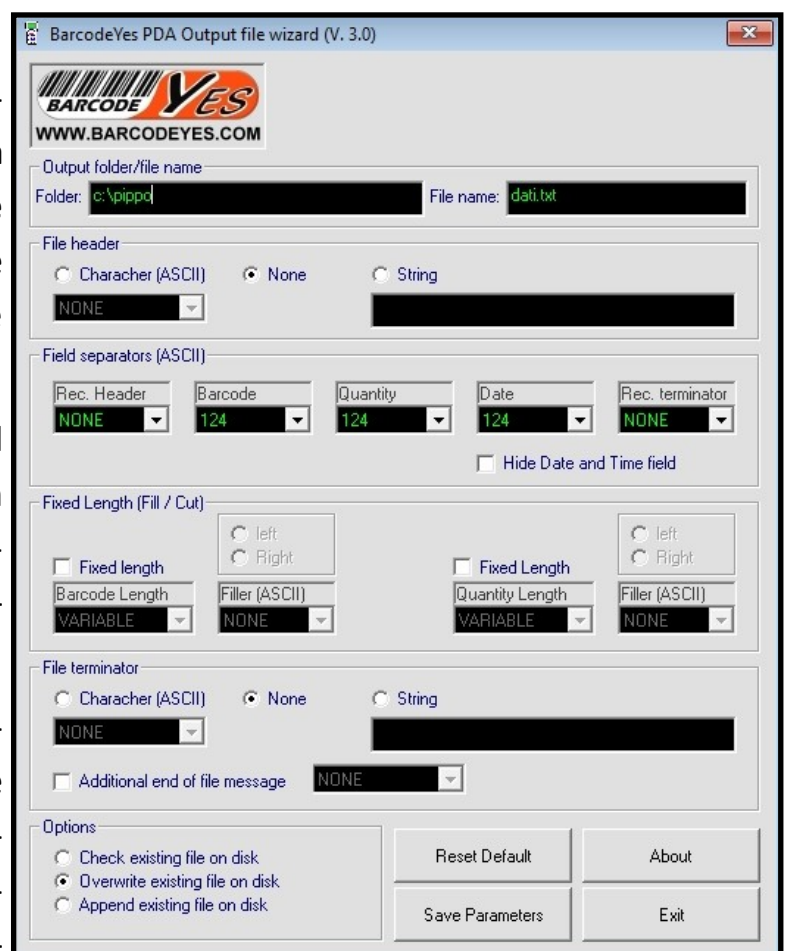 BarcodeYes PDA Output file wizard (V. 3.0)
BARCODE YES
WWW.BARCODEYES.COM
Output folder/file name
Folder: c:\pippo File name: dati.txt
File header
Characher (ASCII) None String
NONE
Field separators (ASCII)
Rec. Header Barcode Quantity Date Rec. terminator
NONE 124 124 124 NONE
Hide Date and Time field
Fixed Length (Fill / Cut)
left left
Right Right
Fixed length Fixed Length
Barcode Length Filler (ASCII) Quantity Length Filler (ASCII)
VARIABLE NONE VARIABLE NONE
File terminator
Characher (ASCII) None String
NONE
Additional end of file message NONE
Options
Check existing file on disk
Overwrite existing file on disk
Append existing file on disk
Reset Default About
Save Parameters Exit